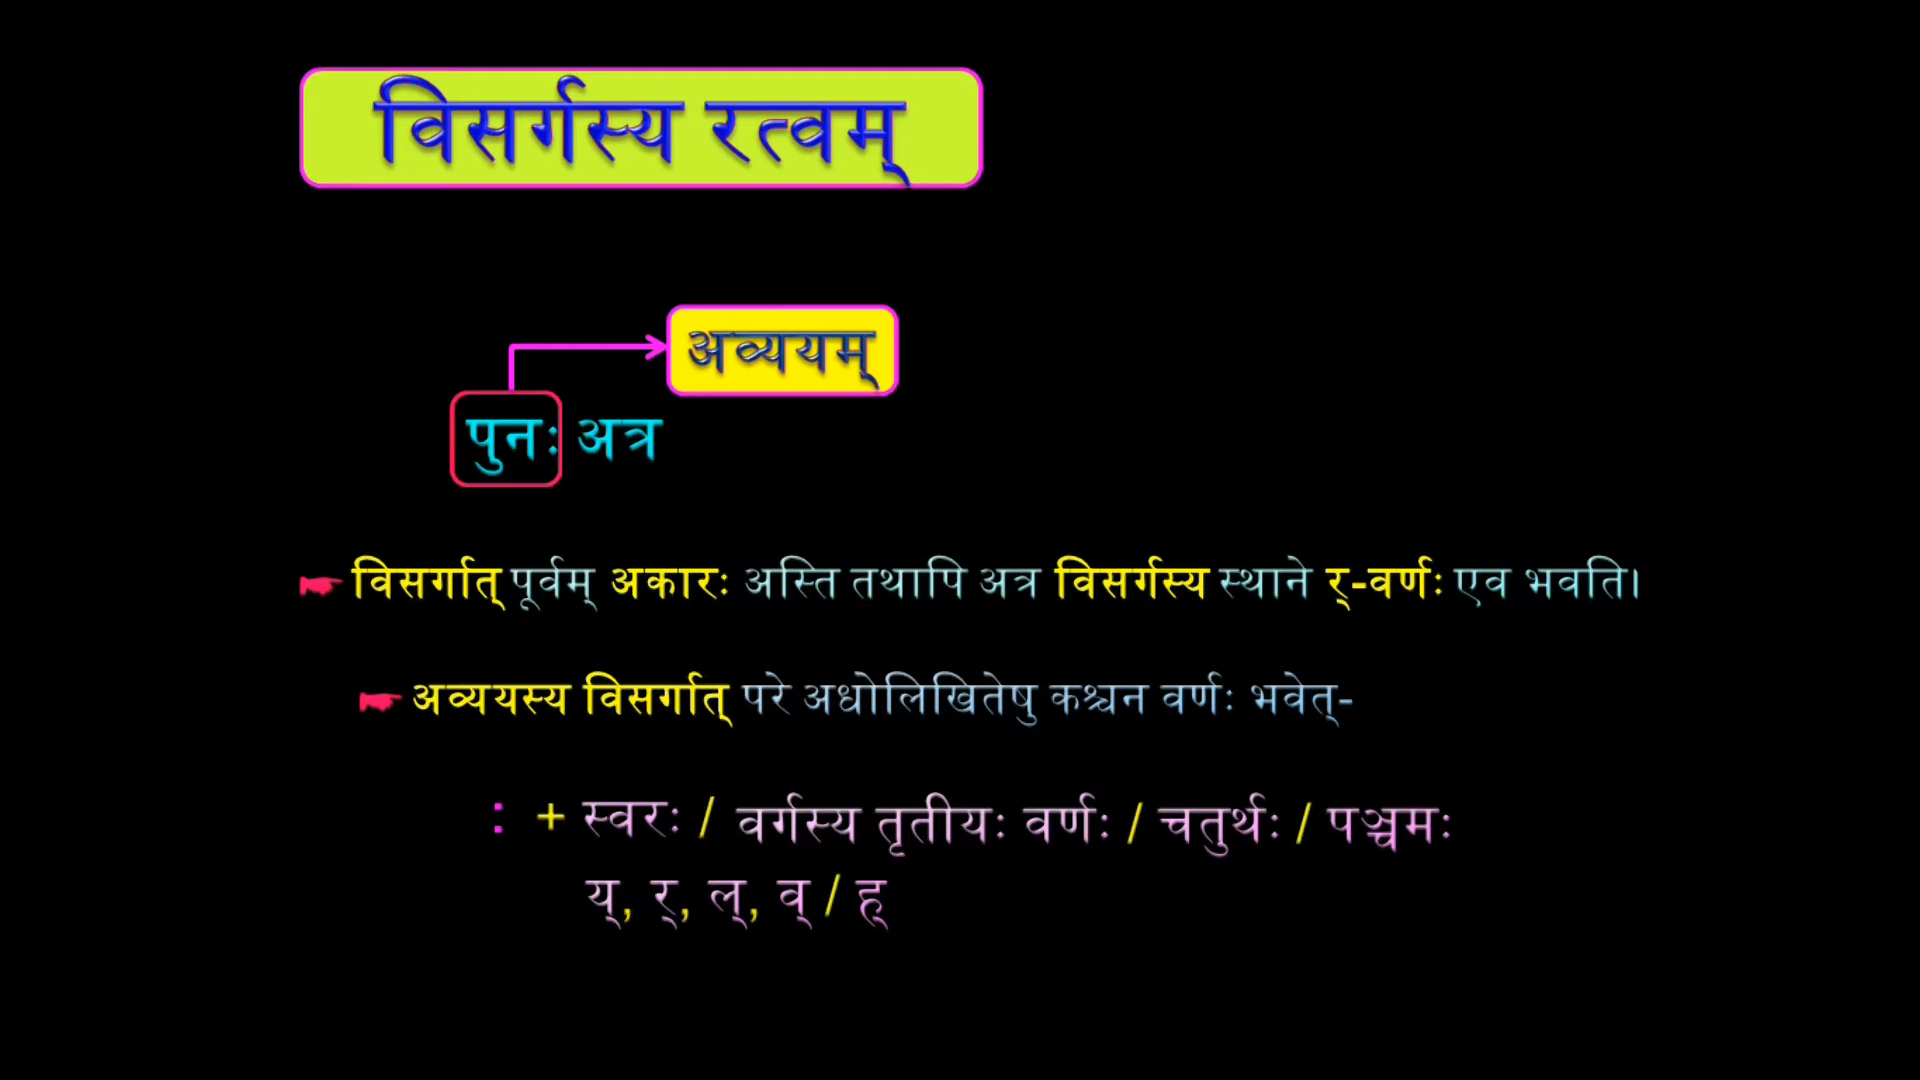 विसर्गस्य रत्वम्
अव्ययम्
पुनः अत्र
विसर्गात् पूर्वम् अकारः अस्ति तथापि अत्र विसर्गस्य स्थाने र्-वर्णः एव भवति।
अव्ययस्य विसर्गात् परे अधोलिखितेषु कश्चन वर्णः भवेत्-
: + स्वरः / वर्गस्य तृतीयः वर्णः / चतुर्थः / पञ्चमः
य्, र्, ल्, व् / ह्